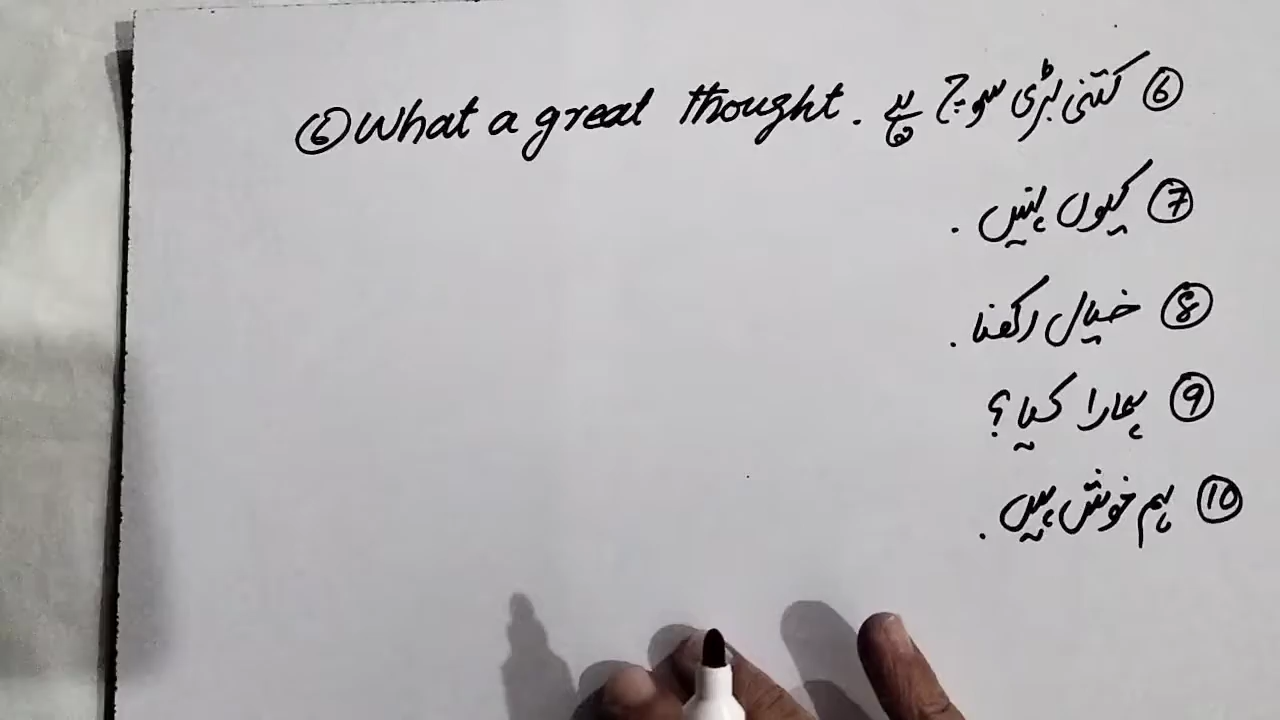 ⑥ What a great thought. کتنی بڑی سوچ ہے ⑥
⑦ کیوں نہیں .
⑧ خیال رکھنا .
⑨ ہمارا کیا؟
⑩ ہم خوش ہیں .